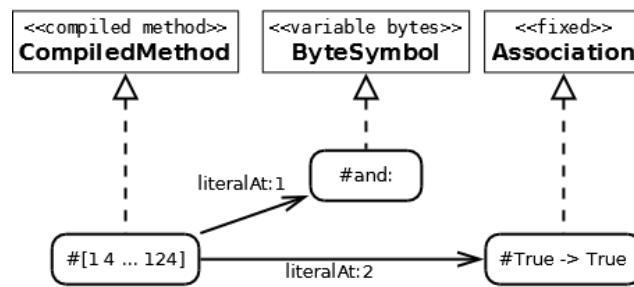 <<compiled method>>
CompiledMethod
<<variable bytes>>
ByteSymbol
<<fixed>>
Association
literalAt:1
#and:
#[1 4 ... 124]
literalAt:2
#True -> True